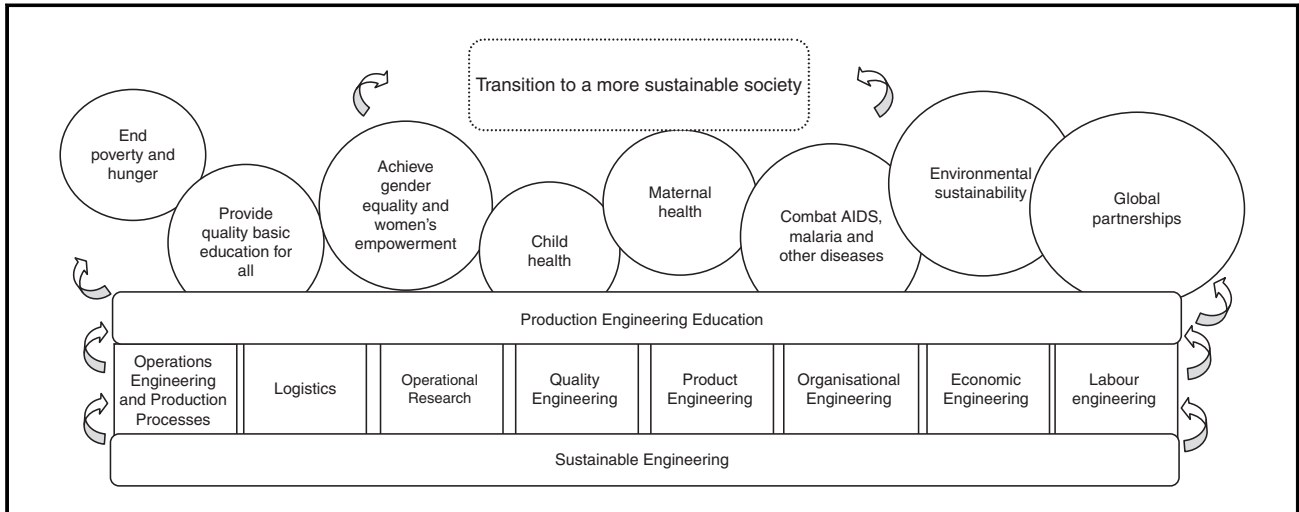 Transition to a more sustainable society
End
poverty and
hunger
Provide
quality basic
education for
all
Achieve
gender
equality and
women's
empowerment
Child
health
Maternal
health
Combat AIDS,
malaria and
other diseases
Environmental
sustainability
Global
partnerships
Production Engineering Education
Operations
Engineering
and Production
Processes
Logistics
Operational
Research
Quality
Engineering
Product
Engineering
Organisational
Engineering
Economic
Engineering
Labour
engineering
Sustainable Engineering